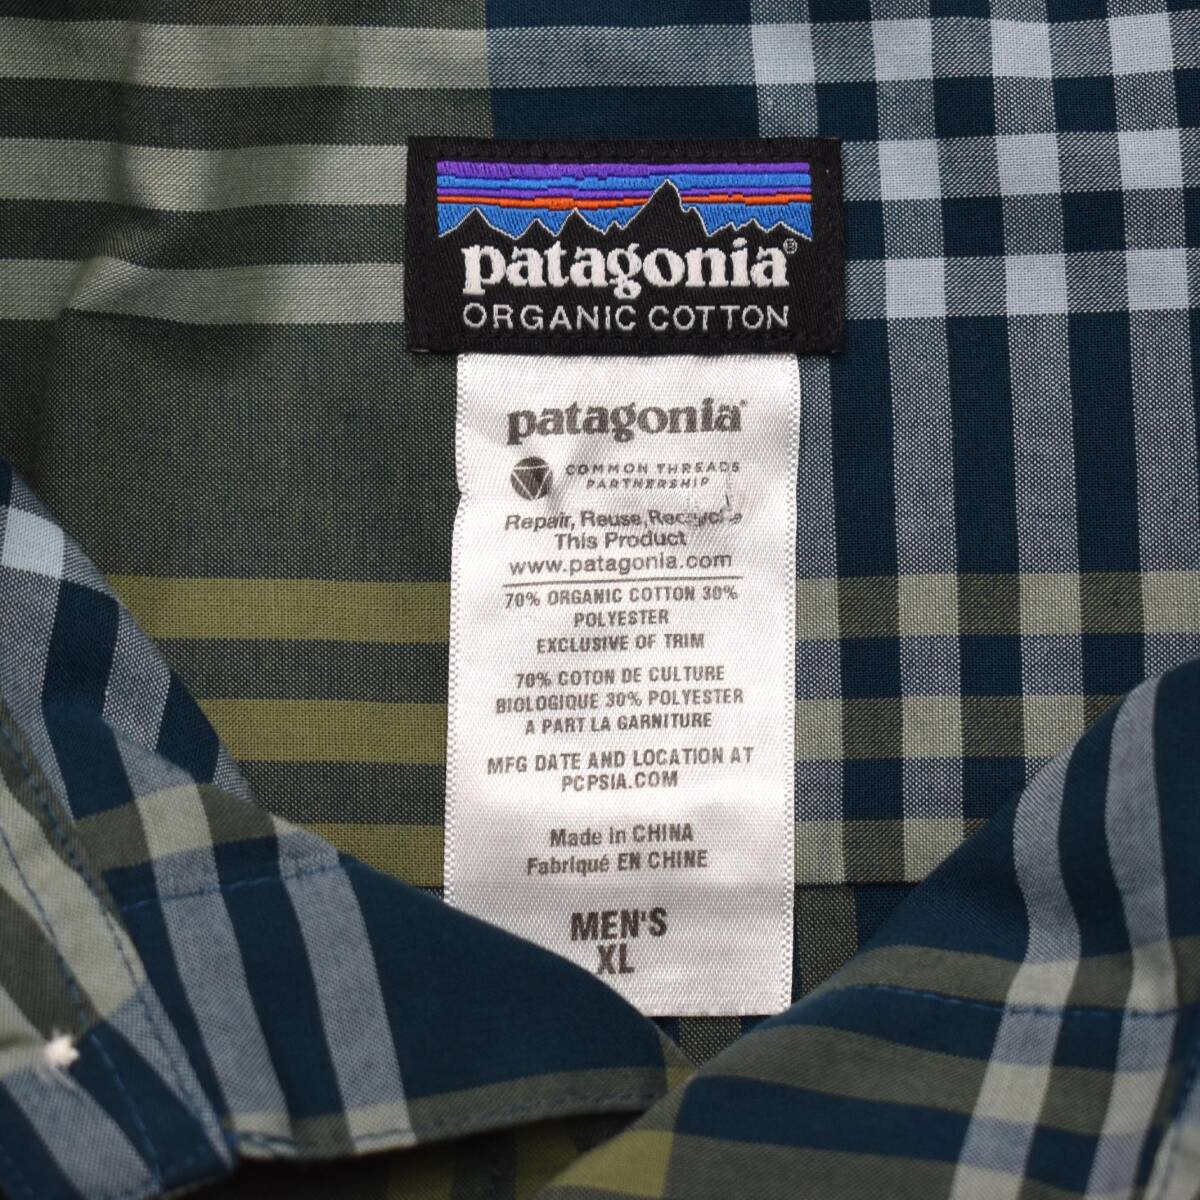 patagonia®
ORGANIC COTTON
patagonia®
COMMON THREADS
PARTNERSHIP
Repair, Reuse, Recycle
This Product
www.patagonia.com
70% ORGANIC COTTON 30%
POLYESTER
EXCLUSIVE OF TRIM
70% COTON DE CULTURE
BIOLOGIQUE 30% POLYESTER
A PART LA GARNITURE
MFG DATE AND LOCATION AT
PCPSIA.COM
Made in CHINA
Fabriqué EN CHINE
MEN'S
XL